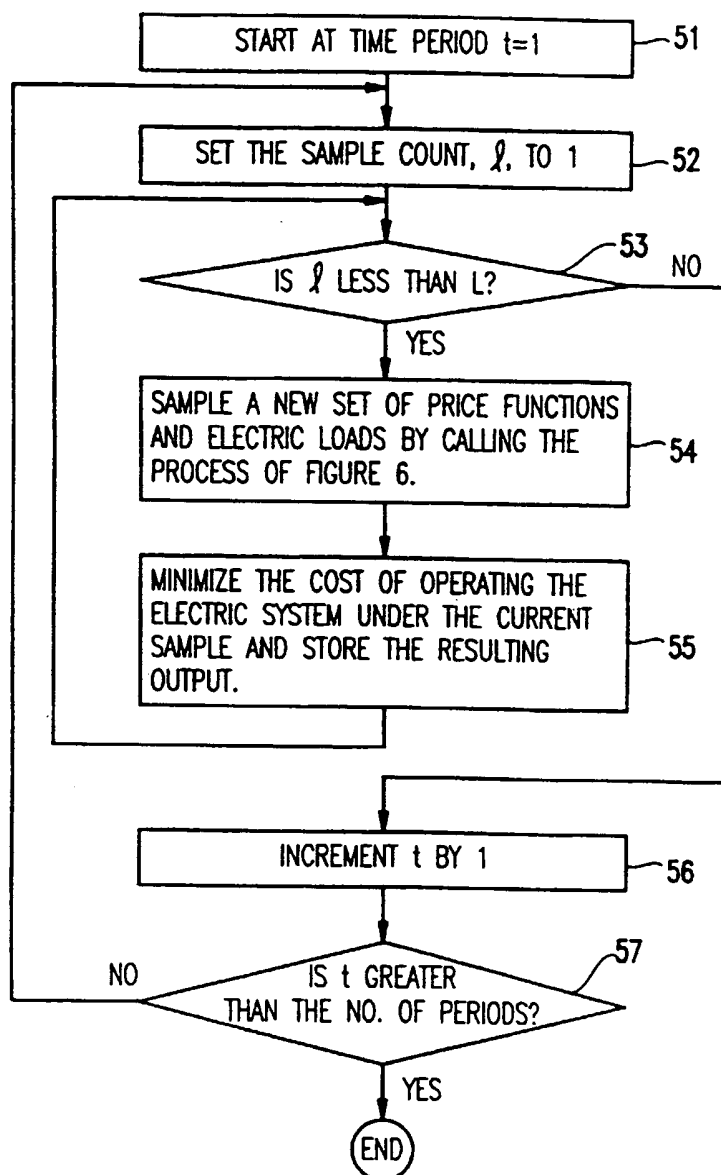 START AT TIME PERIOD t=1
51
SET THE SAMPLE COUNT, ℓ, TO 1
52
53
IS ℓ LESS THAN L?
NO
YES
SAMPLE A NEW SET OF PRICE FUNCTIONS
AND ELECTRIC LOADS BY CALLING THE
PROCESS OF FIGURE 6.
54
MINIMIZE THE COST OF OPERATING THE
ELECTRIC SYSTEM UNDER THE CURRENT
SAMPLE AND STORE THE RESULTING
OUTPUT.
55
INCREMENT t BY 1
56
57
NO
IS t GREATER
THAN THE NO. OF PERIODS?
YES
END